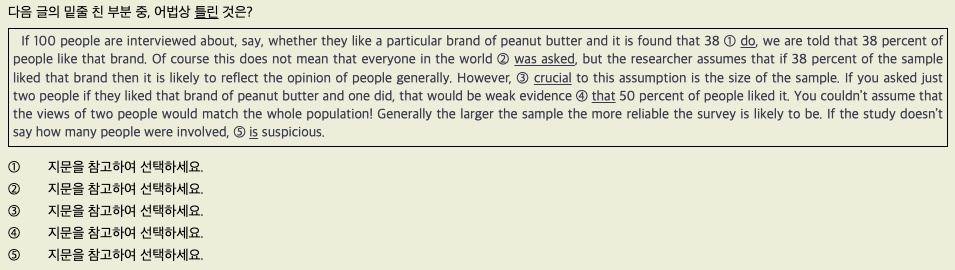 다음 글의 밑줄 친 부분 중, 어법상 틀린 것은?
If 100 people are interviewed about, say, whether they like a particular brand of peanut butter and it is found that 38 ① do, we are told that 38 percent of
people like that brand. Of course this does not mean that everyone in the world ② was asked, but the researcher assumes that if 38 percent of the sample
liked that brand then it is likely to reflect the opinion of people generally. However, ③ crucial to this assumption is the size of the sample. If you asked just
two people if they liked that brand of peanut butter and one did, that would be weak evidence ④ that 50 percent of people liked it. You couldn't assume that
the views of two people would match the whole population! Generally the larger the sample the more reliable the survey is likely to be. If the study doesn't
say how many people were involved, ⑤ is suspicious.
① 지문을 참고하여 선택하세요.
② 지문을 참고하여 선택하세요.
③ 지문을 참고하여 선택하세요.
④ 지문을 참고하여 선택하세요.
⑤ 지문을 참고하여 선택하세요.